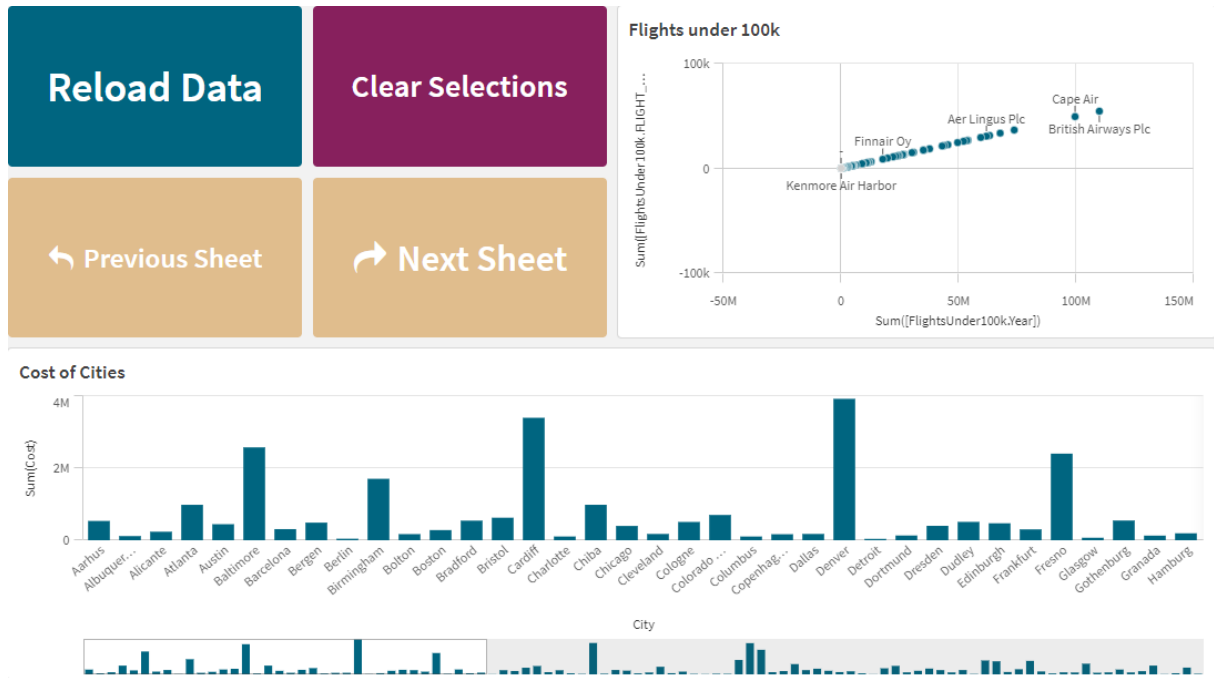 Reload Data
Clear Selections
Previous Sheet
Next Sheet
Flights under 100k
Sum([FlightsUnder100k.FLIGHT_...
100k
0
-100k
Cape Air
British Airways Plc
Aer Lingus Plc
Finnair Oy
Kenmore Air Harbor
-50M
0
50M
100M
150M
Sum([FlightsUnder100k.Year])
Cost of Cities
Sum(Cost)
4M
2M
0
Aarhus
Albuquer...
Alicante
Atlanta
Austin
Baltimore
Barcelona
Bergen
Berlin
Birmingham
Bolton
Boston
Bradford
Bristol
Cardiff
Charlotte
Chiba
Chicago
Cleveland
Cologne
Colorado ...
Columbus
Copenhag...
Dallas
Denver
Detroit
Dortmund
Dresden
Dudley
Edinburgh
Frankfurt
Fresno
Glasgow
Gothenburg
Granada
Hamburg
City